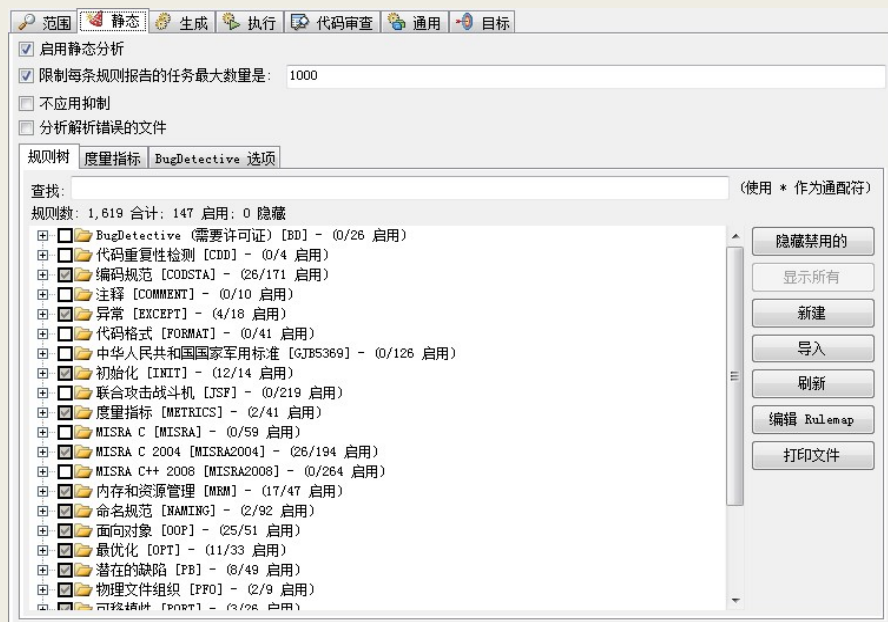 范围 静态 生成 执行 代码审查 通用 目标
启用静态分析
限制每条规则报告的任务最大数量是: 1000
不应用抑制
分析解析错误的文件
规则树 度量指标 BugDetective 选项
查找: (使用 * 作为通配符)
规则数: 1,619 合计; 147 启用; 0 隐藏
BugDetective (需要许可证) [BD] - (0/26 启用)
代码重复性检测 [CDD] - (0/4 启用)
编码规范 [CODSTA] - (26/171 启用)
注释 [COMMENT] - (0/10 启用)
异常 [EXCEPT] - (4/18 启用)
代码格式 [FORMAT] - (0/41 启用)
中华人民共和国国家军用标准 [GJB5369] - (0/126 启用)
初始化 [INIT] - (12/14 启用)
联合攻击战斗机 [JSF] - (0/219 启用)
度量指标 [METRICS] - (2/41 启用)
MISRA C [MISRA] - (0/59 启用)
MISRA C 2004 [MISRA2004] - (26/194 启用)
MISRA C++ 2008 [MISRA2008] - (0/264 启用)
内存和资源管理 [MRM] - (17/47 启用)
命名规范 [NAMING] - (2/92 启用)
面向对象 [OOP] - (25/51 启用)
最优化 [OPT] - (11/33 启用)
潜在的缺陷 [PB] - (8/49 启用)
物理文件组织 [PFO] - (2/9 启用)
可移植性 [PORT] - (3/26 启用)
隐藏禁用的
显示所有
新建
导入
刷新
编辑 Rulemap
打印文件